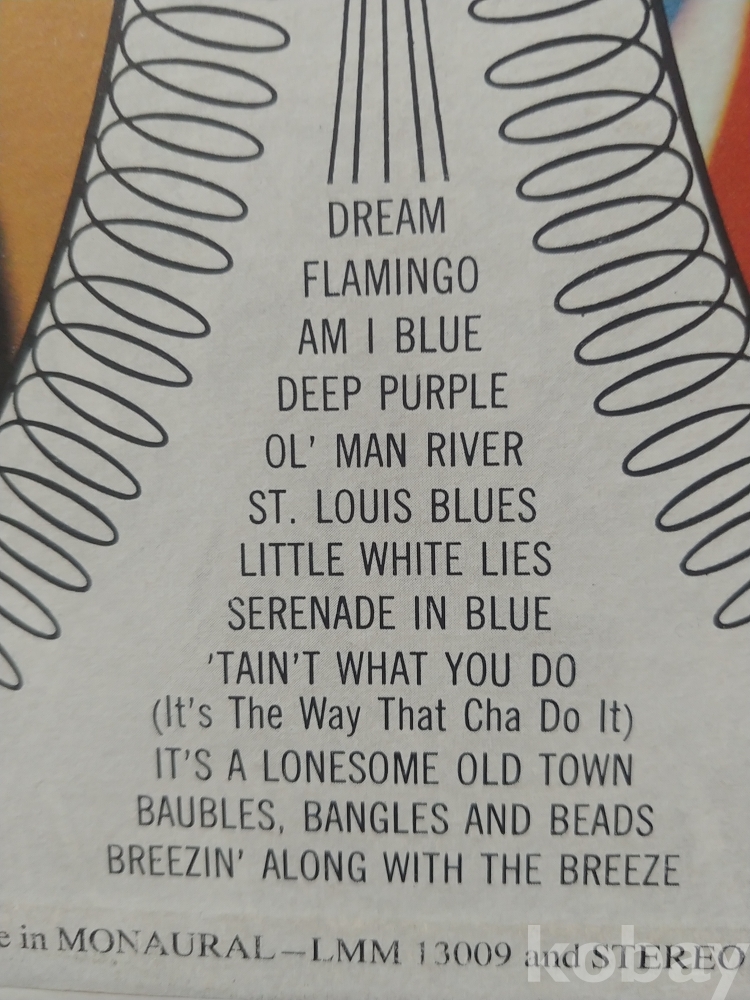 DREAM
FLAMINGO
AM I BLUE
DEEP PURPLE
OL' MAN RIVER
ST. LOUIS BLUES
LITTLE WHITE LIES
SERENADE IN BLUE
'TAIN'T WHAT YOU DO
(It's The Way That Cha Do It)
IT'S A LONESOME OLD TOWN
BAUBLES, BANGLES AND BEADS
BREEZIN' ALONG WITH THE BREEZE
e in MONAURAL—LMM 13009 and STEREO
kobay